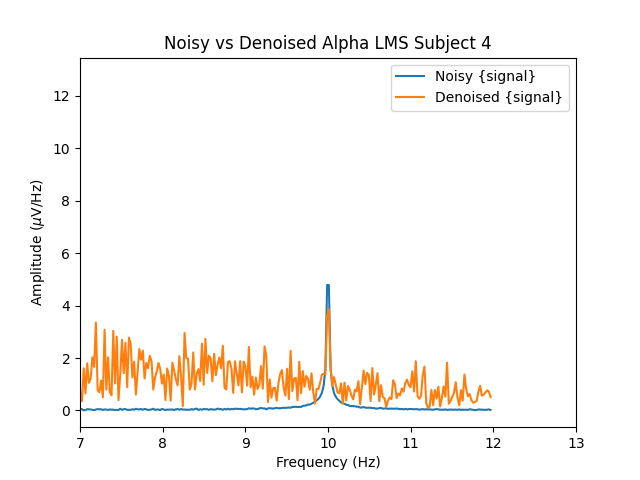 Noisy vs Denoised Alpha LMS Subject 4
Amplitude (µV/Hz)
12
10
8
6
4
2
0
Noisy {signal}
Denoised {signal}
7 8 9 10 11 12 13
Frequency (Hz)